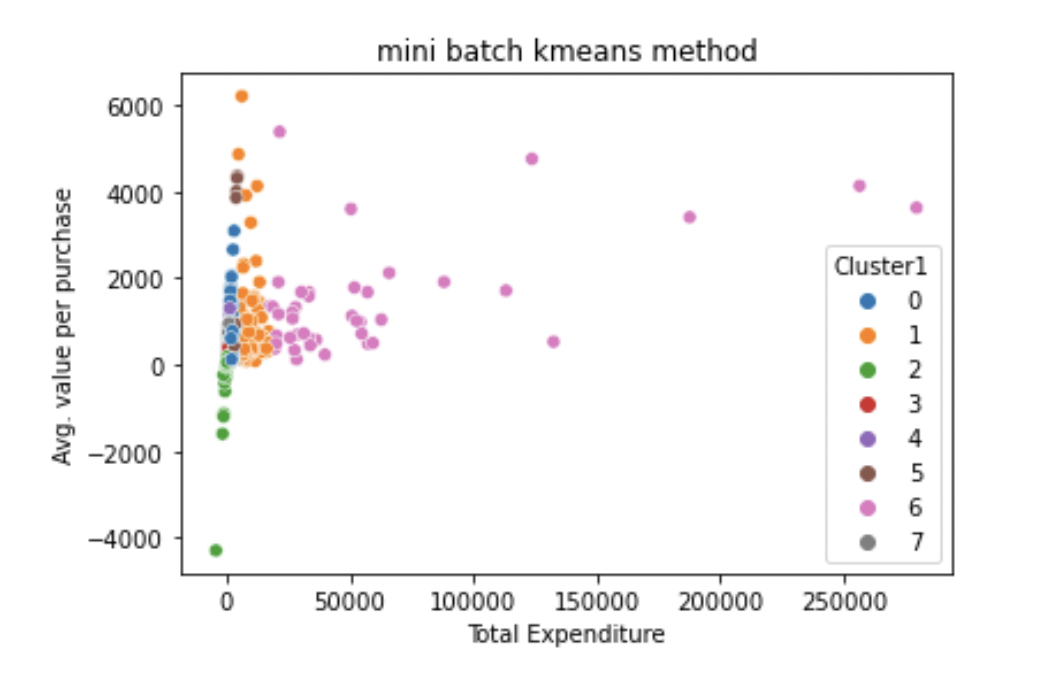 mini batch kmeans method
6000
4000
2000
0
−2000
−4000
Avg. value per purchase
Cluster1
0
1
2
3
4
5
6
7
0 50000 100000 150000 200000 250000
Total Expenditure